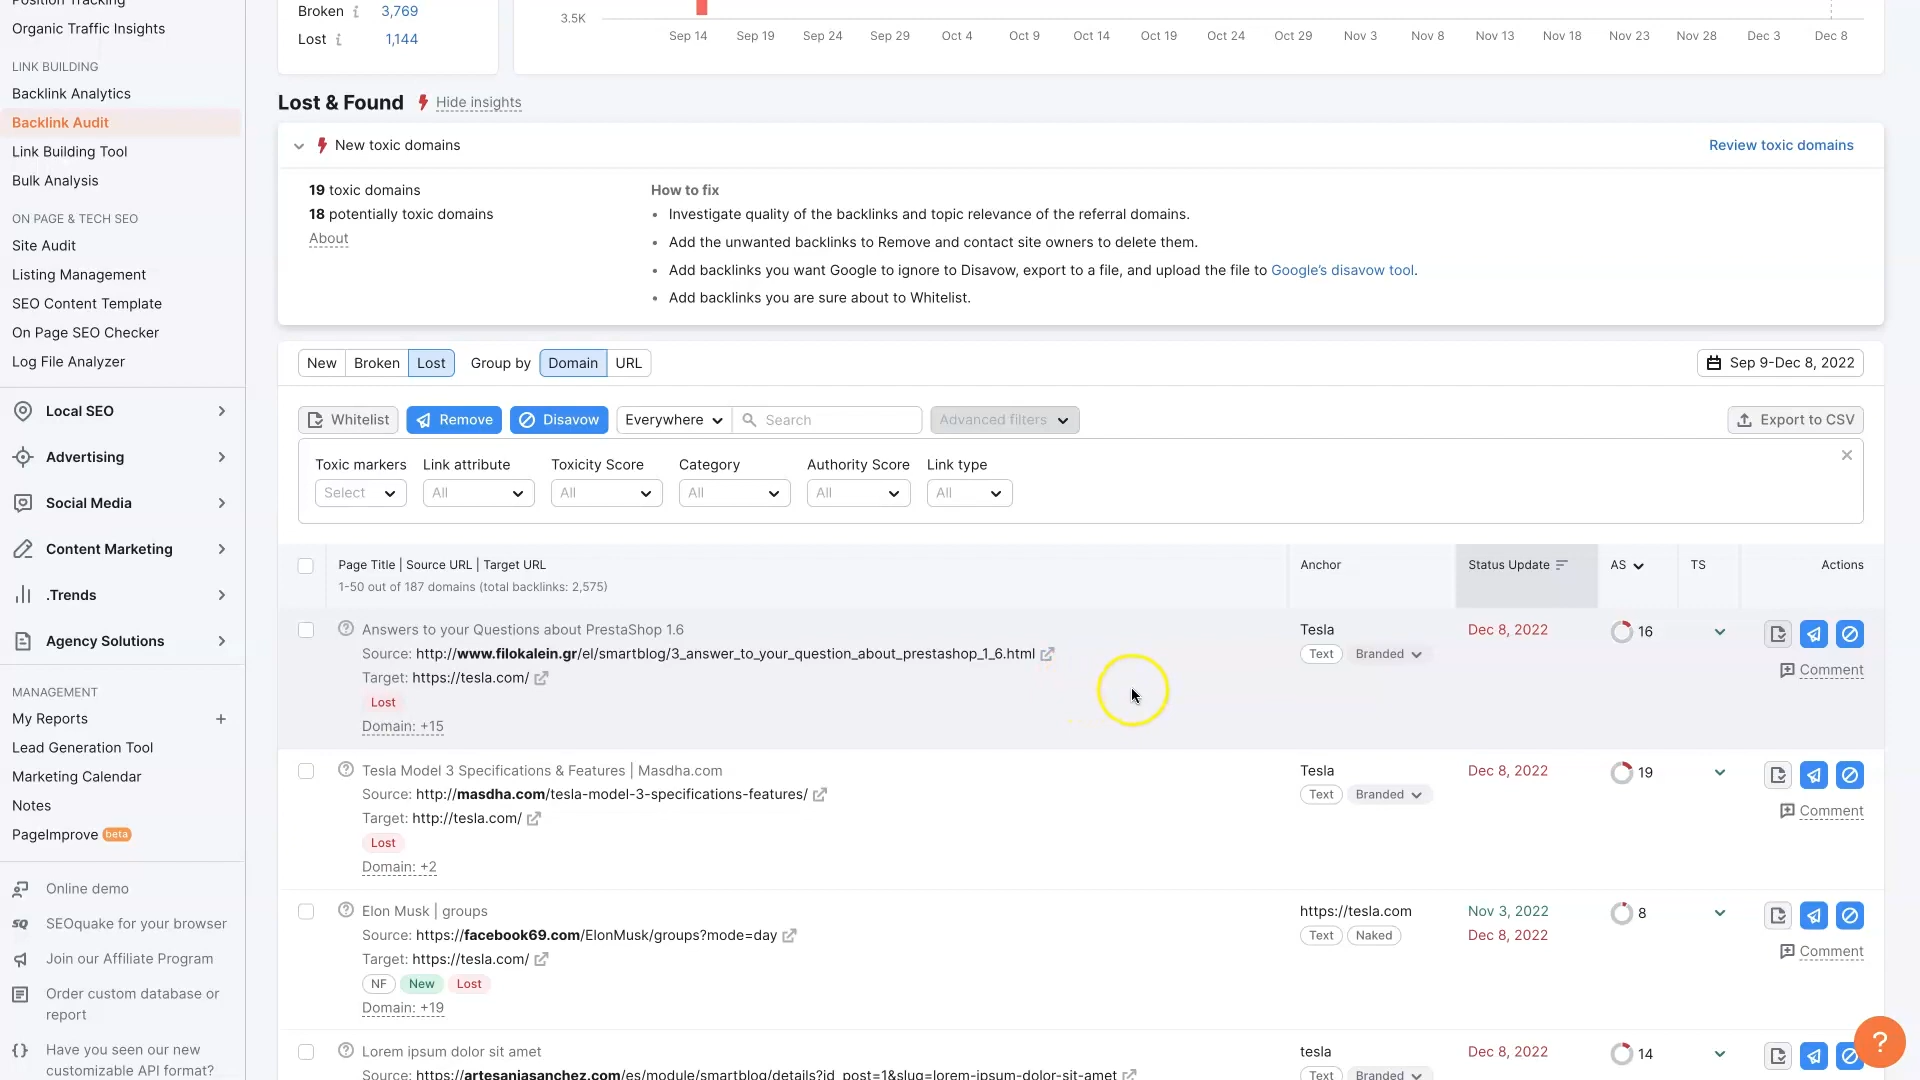 Position Tracking
Organic Traffic Insights
LINK BUILDING
Backlink Analytics
Backlink Audit
Link Building Tool
Bulk Analysis
ON PAGE & TECH SEO
Site Audit
Listing Management
SEO Content Template
On Page SEO Checker
Log File Analyzer
Local SEO
Advertising
Social Media
Content Marketing
.Trends
Agency Solutions
MANAGEMENT
My Reports +
Lead Generation Tool
Marketing Calendar
Notes
PageImprove beta
Online demo
SEOquake for your browser
Join our Affiliate Program
Order custom database or
report
Have you seen our new
customizable API format?
Broken i 3,769
Lost i 1,144
3.5K
Sep 14 Sep 19 Sep 24 Sep 29 Oct 4 Oct 9 Oct 14 Oct 19 Oct 24 Oct 29 Nov 3 Nov 8 Nov 13 Nov 18 Nov 23 Nov 28 Dec 3 Dec 8
Lost & Found Hide insights
New toxic domains Review toxic domains
19 toxic domains
18 potentially toxic domains
About
How to fix
• Investigate quality of the backlinks and topic relevance of the referral domains.
• Add the unwanted backlinks to Remove and contact site owners to delete them.
• Add backlinks you want Google to ignore to Disavow, export to a file, and upload the file to Google's disavow tool.
• Add backlinks you are sure about to Whitelist.
New Broken Lost Group by Domain URL Sep 9-Dec 8, 2022
Whitelist Remove Disavow Everywhere Search Advanced filters Export to CSV
Toxic markers Link attribute Toxicity Score Category Authority Score Link type
Select All All All All All
Page Title | Source URL | Target URL Anchor Status Update AS TS Actions
1-50 out of 187 domains (total backlinks: 2,575)
Answers to your Questions about PrestaShop 1.6 Tesla Dec 8, 2022 16
Source: http://www.filokalein.gr/el/smartblog/3_answer_to_your_question_about_prestashop_1_6.html Text Branded
Target: https://tesla.com/ Comment
Lost
Domain: +15
Tesla Model 3 Specifications & Features | Masdha.com Tesla Dec 8, 2022 19
Source: http://masdha.com/tesla-model-3-specifications-features/ Text Branded
Target: http://tesla.com/ Comment
Lost
Domain: +2
Elon Musk | groups https://tesla.com Nov 3, 2022 8
Source: https://facebook69.com/ElonMusk/groups?mode=day Text Naked Dec 8, 2022
Target: https://tesla.com/ Comment
NF New Lost
Domain: +19
Lorem ipsum dolor sit amet tesla Dec 8, 2022 14
Source: https://artesaniasanchez.com/es/module/smartblog/details?id_post=1&slug=lorem-ipsum-dolor-sit-amet Text Branded
?